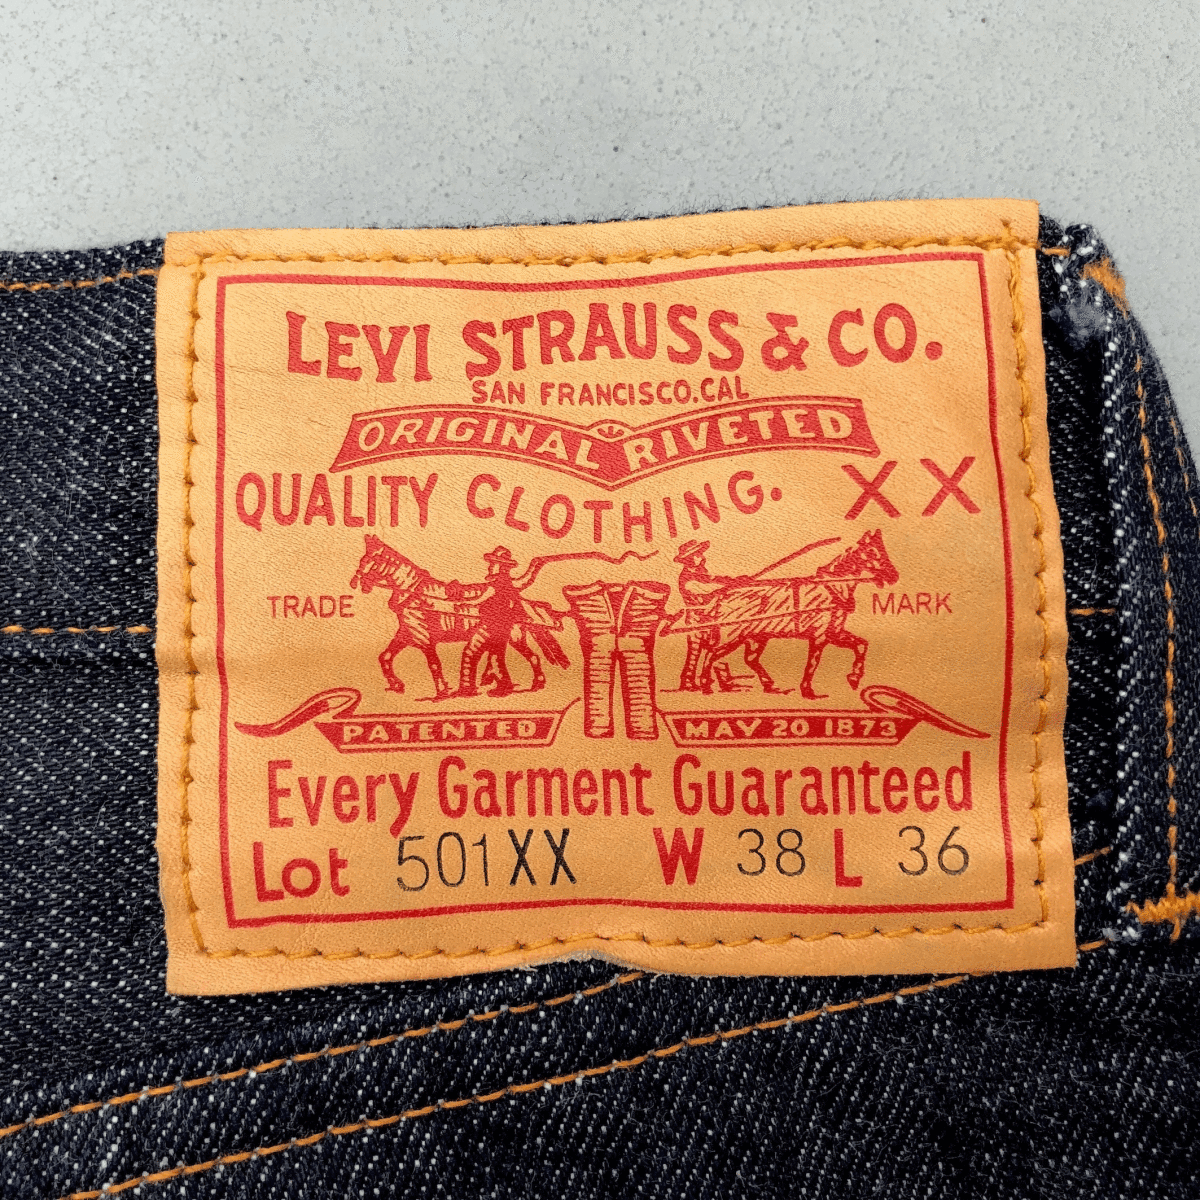 LEVI STRAUSS & CO.
SAN FRANCISCO.CAL
ORIGINAL RIVETED
QUALITY CLOTHING. XX
TRADE MARK
PATENTED MAY 20 1873
Every Garment Guaranteed
Lot 501XX W 38 L 36